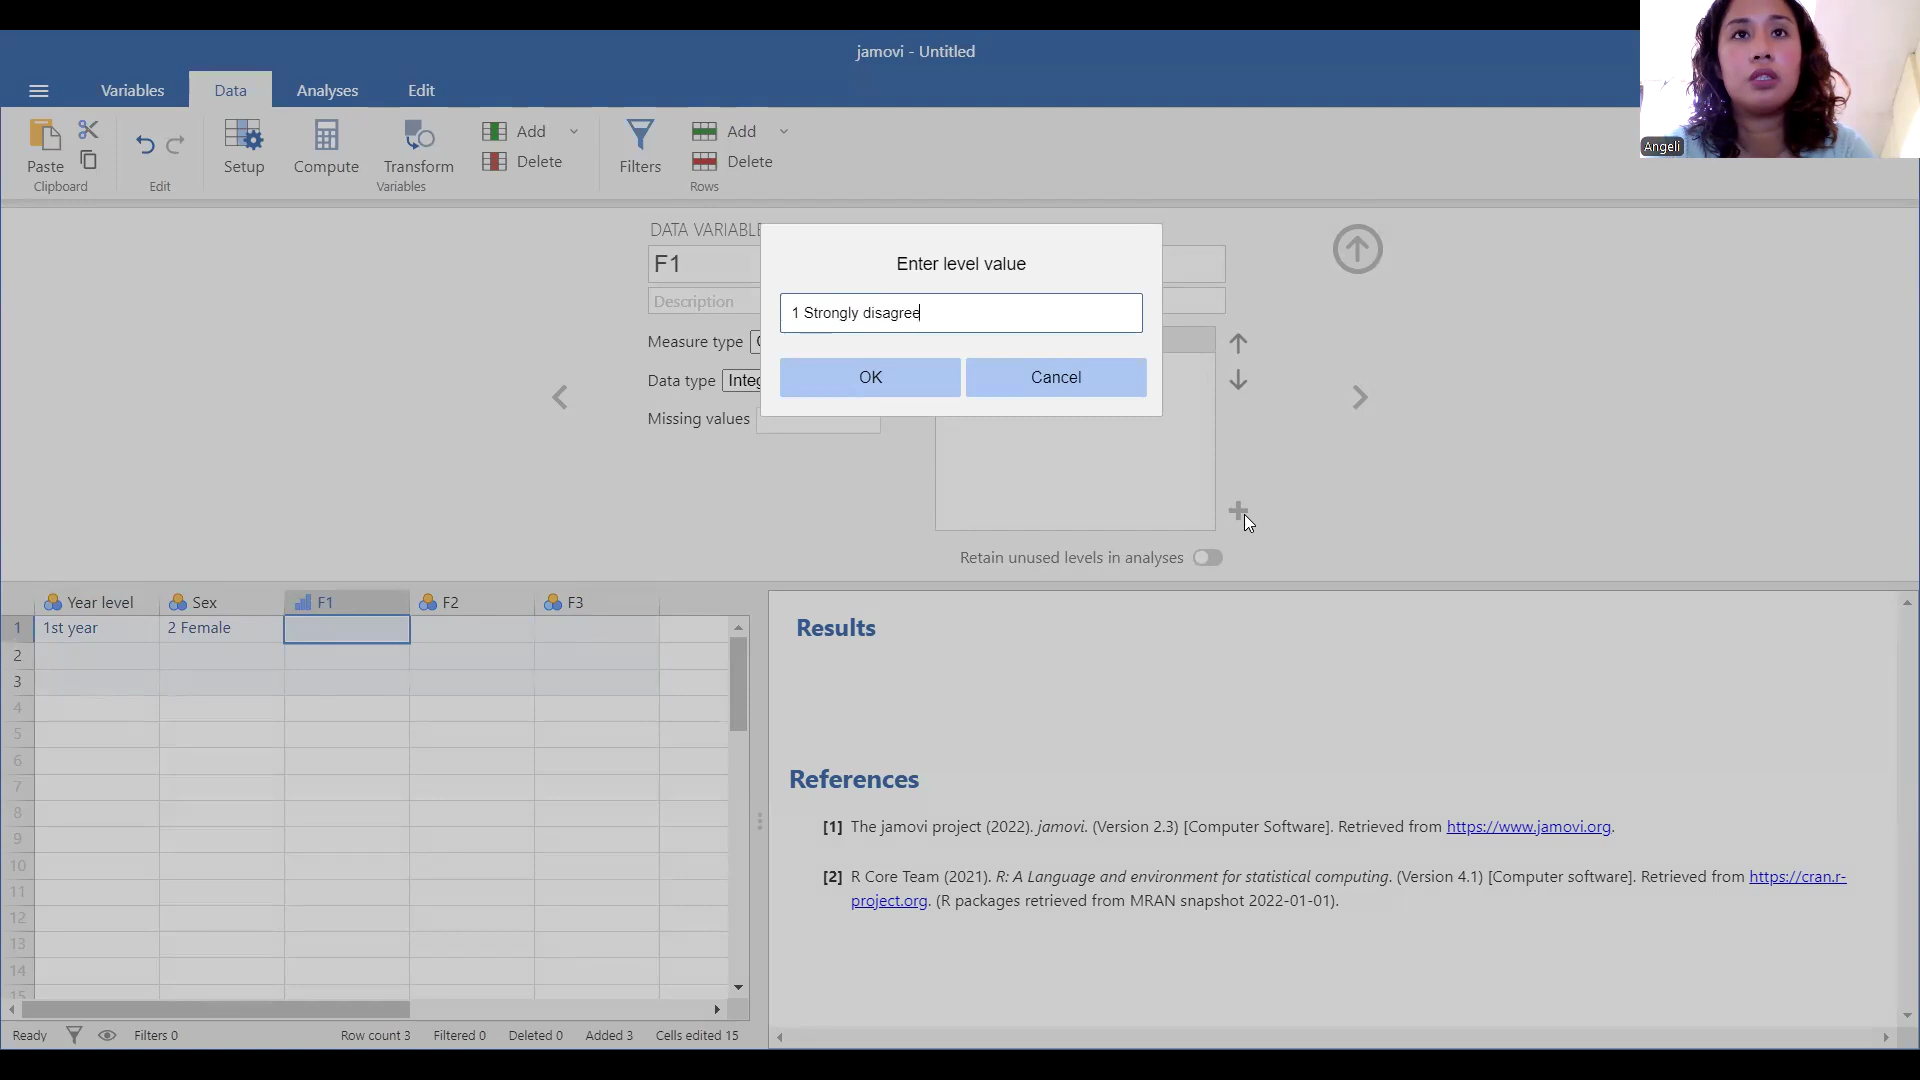 jamovi - Untitled
Variables
Data
Analyses
Edit
Paste
Clipboard
Edit
Setup
Compute
Transform
Variables
Add
Delete
Filters
Add
Delete
Rows
Angeli
DATA VARIABLE
F1
Description
Measure type
Data type Integ
Missing values
Enter level value
1 Strongly disagree
OK
Cancel
Retain unused levels in analyses
Year level Sex F1 F2 F3
1 1st year 2 Female
2
3
4
5
6
7
8
9
10
11
12
13
14
15
Results
References
[1] The jamovi project (2022). jamovi. (Version 2.3) [Computer Software]. Retrieved from https://www.jamovi.org.
[2] R Core Team (2021). R: A Language and environment for statistical computing. (Version 4.1) [Computer software]. Retrieved from https://cran.r-
project.org. (R packages retrieved from MRAN snapshot 2022-01-01).
Ready Filters 0 Row count 3 Filtered 0 Deleted 0 Added 3 Cells edited 15